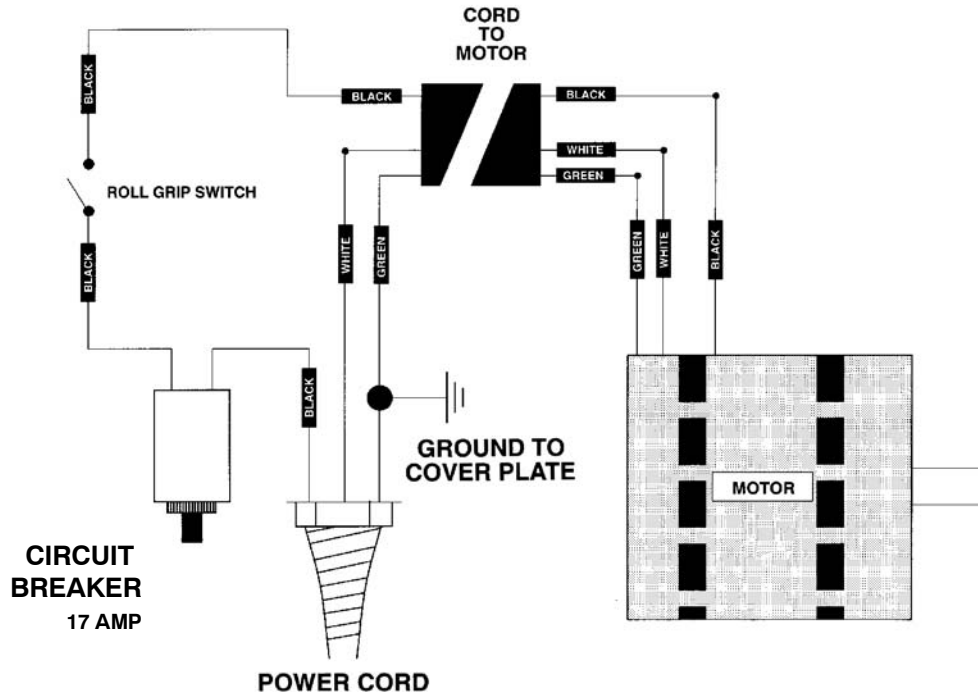 CORD
TO
MOTOR
BLACK
BLACK
BLACK
WHITE
GREEN
ROLL GRIP SWITCH
BLACK
WHITE
GREEN
GREEN
WHITE
BLACK
BLACK
GROUND TO
COVER PLATE
MOTOR
CIRCUIT
BREAKER
17 AMP
POWER CORD